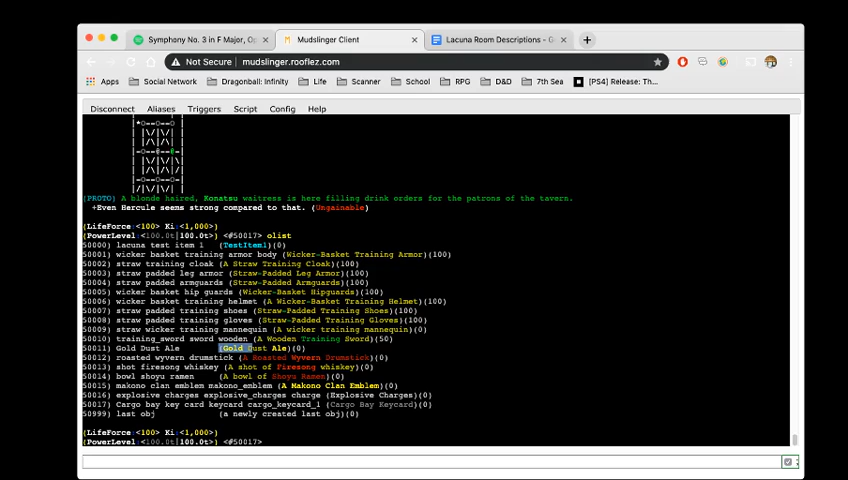 Symphony No. 3 in F Major, Op
Mudslinger Client
Lacuna Room Descriptions - G
Not Secure | mudslinger.rooflez.com
Apps Social Network Dragonball: Infinity Life Scanner School RPG D&D 7th Sea [PS4] Release: Th...
Disconnect Aliases Triggers Script Config Help
[PROTO] A blonde haired, Konatsu waitress is here filling drink orders for the patrons of the tavern.
+Even Hercule seems strong compared to that. (Ungainable)
(LifeForce:<100> Ki:<1,000>)
(PowerLevel:<100.0t|100.0t>) <#50017> olist
50000) lacuna test item 1 (TestItem1)(0)
50001) wicker basket training armor body (Wicker-Basket Training Armor)(100)
50002) straw training cloak (A Straw Training Cloak)(100)
50003) straw padded leg armor (Straw-Padded Leg Armor)(100)
50004) straw padded armguards (Straw-Padded Armguards)(100)
50005) wicker basket hip guards (Wicker-Basket Hipguards)(100)
50006) wicker basket training helmet (A Wicker-Basket Training Helmet)(100)
50007) straw padded training shoes (Straw-Padded Training Shoes)(100)
50008) straw padded training gloves (Straw-Padded Training Gloves)(100)
50009) straw wicker training mannequin (A wicker training mannequin)(0)
50010) training_sword sword wooden (A Wooden Training Sword)(50)
50011) Gold Dust Ale (Gold Dust Ale)(0)
50012) roasted wyvern drumstick (A Roasted Wyvern Drumstick)(0)
50013) shot firesong whiskey (A shot of Firesong whiskey)(0)
50014) bowl shoyu ramen (A bowl of Shoyu Ramen)(0)
50015) makono clan emblem makono_emblem (A Makono Clan Emblem)(0)
50016) explosive charges explosive_charges charge (Explosive Charges)(0)
50017) Cargo bay key card keycard cargo_keycard_1 (Cargo Bay Keycard)(0)
50999) last obj (a newly created last obj)(0)
(LifeForce:<100> Ki:<1,000>)
(PowerLevel:<100.0t|100.0t>) <#50017>